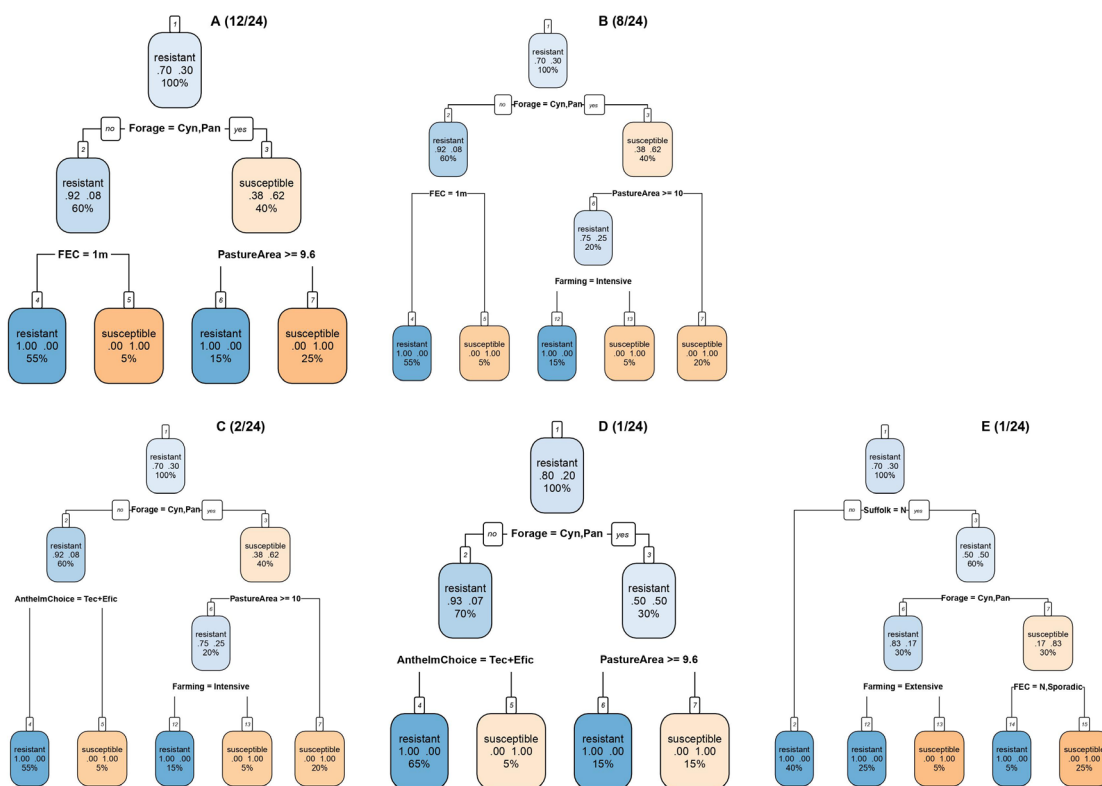 A (12/24)
1
resistant
.70 .30
100%
no Forage = Cyn,Pan yes
2
resistant
.92 .08
60%
3
susceptible
.38 .62
40%
FEC = 1m
PastureArea >= 9.6
4
resistant
1.00 .00
55%
5
susceptible
.00 1.00
5%
6
resistant
1.00 .00
15%
7
susceptible
.00 1.00
25%
B (8/24)
1
resistant
.70 .30
100%
no Forage = Cyn,Pan yes
2
resistant
.92 .08
60%
3
susceptible
.38 .62
40%
FEC = 1m
PastureArea >= 10
6
resistant
.75 .25
20%
Farming = Intensive
4
resistant
1.00 .00
55%
5
susceptible
.00 1.00
5%
12
resistant
1.00 .00
15%
13
susceptible
.00 1.00
5%
7
susceptible
.00 1.00
20%
C (2/24)
1
resistant
.70 .30
100%
no Forage = Cyn,Pan yes
2
resistant
.92 .08
60%
3
susceptible
.38 .62
40%
AnthelmChoice = Tec+Efic
PastureArea >= 10
6
resistant
.75 .25
20%
Farming = Intensive
4
resistant
1.00 .00
55%
5
susceptible
.00 1.00
5%
12
resistant
1.00 .00
15%
13
susceptible
.00 1.00
5%
7
susceptible
.00 1.00
20%
D (1/24)
1
resistant
.80 .20
100%
no Forage = Cyn,Pan yes
2
resistant
.93 .07
70%
3
resistant
.50 .50
30%
AnthelmChoice = Tec+Efic
PastureArea >= 9.6
4
resistant
1.00 .00
65%
5
susceptible
.00 1.00
5%
6
resistant
1.00 .00
15%
7
susceptible
.00 1.00
15%
E (1/24)
1
resistant
.70 .30
100%
no Suffolk = N yes
3
resistant
.50 .50
60%
Forage = Cyn,Pan
6
resistant
.83 .17
30%
7
susceptible
.17 .83
30%
Farming = Extensive
FEC = N,Sporadic
2
resistant
1.00 .00
40%
12
resistant
1.00 .00
25%
13
susceptible
.00 1.00
5%
14
resistant
1.00 .00
5%
15
susceptible
.00 1.00
25%